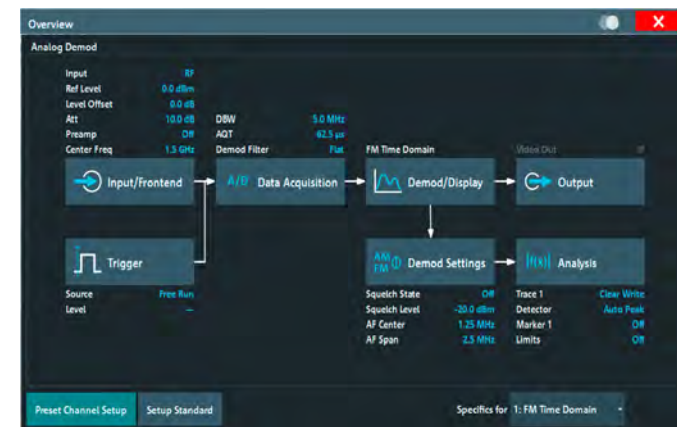 Overview
Analog Demod
Input RF
Ref Level 0.0 dBm
Level Offset 0.0 dB
Att 10.0 dB DBW 5.0 MHz
Preamp Off AQT 62.5 µs
Center Freq 1.5 GHz Demod Filter Flat FM Time Domain Video Out
Input/Frontend A/D Data Acquisition Demod/Display Output
Trigger AM FM Φ Demod Settings f(x) Analysis
Source Free Run Squelch State Off Trace 1 Clear Write
Level --- Squelch Level -20.0 dBm Detector Auto Peak
AF Center 1.25 MHz Marker 1 Off
AF Span 2.5 MHz Limits Off
Preset Channel Setup Setup Standard Specifics for 1: FM Time Domain